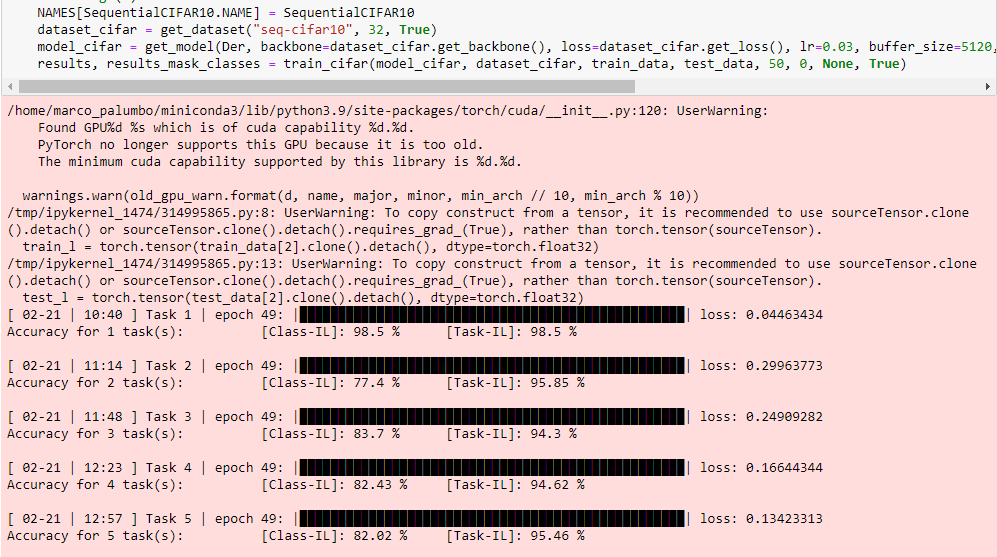 NAMES[SequentialCIFAR10.NAME] = SequentialCIFAR10
dataset_cifar = get_dataset("seq-cifar10", 32, True)
model_cifar = get_model(Der, backbone=dataset_cifar.get_backbone(), loss=dataset_cifar.get_loss(), lr=0.03, buffer_size=5120,
results, results_mask_classes = train_cifar(model_cifar, dataset_cifar, train_data, test_data, 50, 0, None, True)
/home/marco_palumbo/miniconda3/lib/python3.9/site-packages/torch/cuda/__init__.py:120: UserWarning:
Found GPU%d %s which is of cuda capability %d.%d.
PyTorch no longer supports this GPU because it is too old.
The minimum cuda capability supported by this library is %d.%d.
warnings.warn(old_gpu_warn.format(d, name, major, minor, min_arch // 10, min_arch % 10))
/tmp/ipykernel_1474/314995865.py:8: UserWarning: To copy construct from a tensor, it is recommended to use sourceTensor.clone
().detach() or sourceTensor.clone().detach().requires_grad_(True), rather than torch.tensor(sourceTensor).
train_l = torch.tensor(train_data[2].clone().detach(), dtype=torch.float32)
/tmp/ipykernel_1474/314995865.py:13: UserWarning: To copy construct from a tensor, it is recommended to use sourceTensor.clone
().detach() or sourceTensor.clone().detach().requires_grad_(True), rather than torch.tensor(sourceTensor).
test_l = torch.tensor(test_data[2].clone().detach(), dtype=torch.float32)
[ 02-21 | 10:40 ] Task 1 | epoch 49: | | loss: 0.04463434
Accuracy for 1 task(s): [Class-IL]: 98.5 % [Task-IL]: 98.5 %
[ 02-21 | 11:14 ] Task 2 | epoch 49: | | loss: 0.29963773
Accuracy for 2 task(s): [Class-IL]: 77.4 % [Task-IL]: 95.85 %
[ 02-21 | 11:48 ] Task 3 | epoch 49: | | loss: 0.24909282
Accuracy for 3 task(s): [Class-IL]: 83.7 % [Task-IL]: 94.3 %
[ 02-21 | 12:23 ] Task 4 | epoch 49: | | loss: 0.16644344
Accuracy for 4 task(s): [Class-IL]: 82.43 % [Task-IL]: 94.62 %
[ 02-21 | 12:57 ] Task 5 | epoch 49: | | loss: 0.13423313
Accuracy for 5 task(s): [Class-IL]: 82.02 % [Task-IL]: 95.46 %